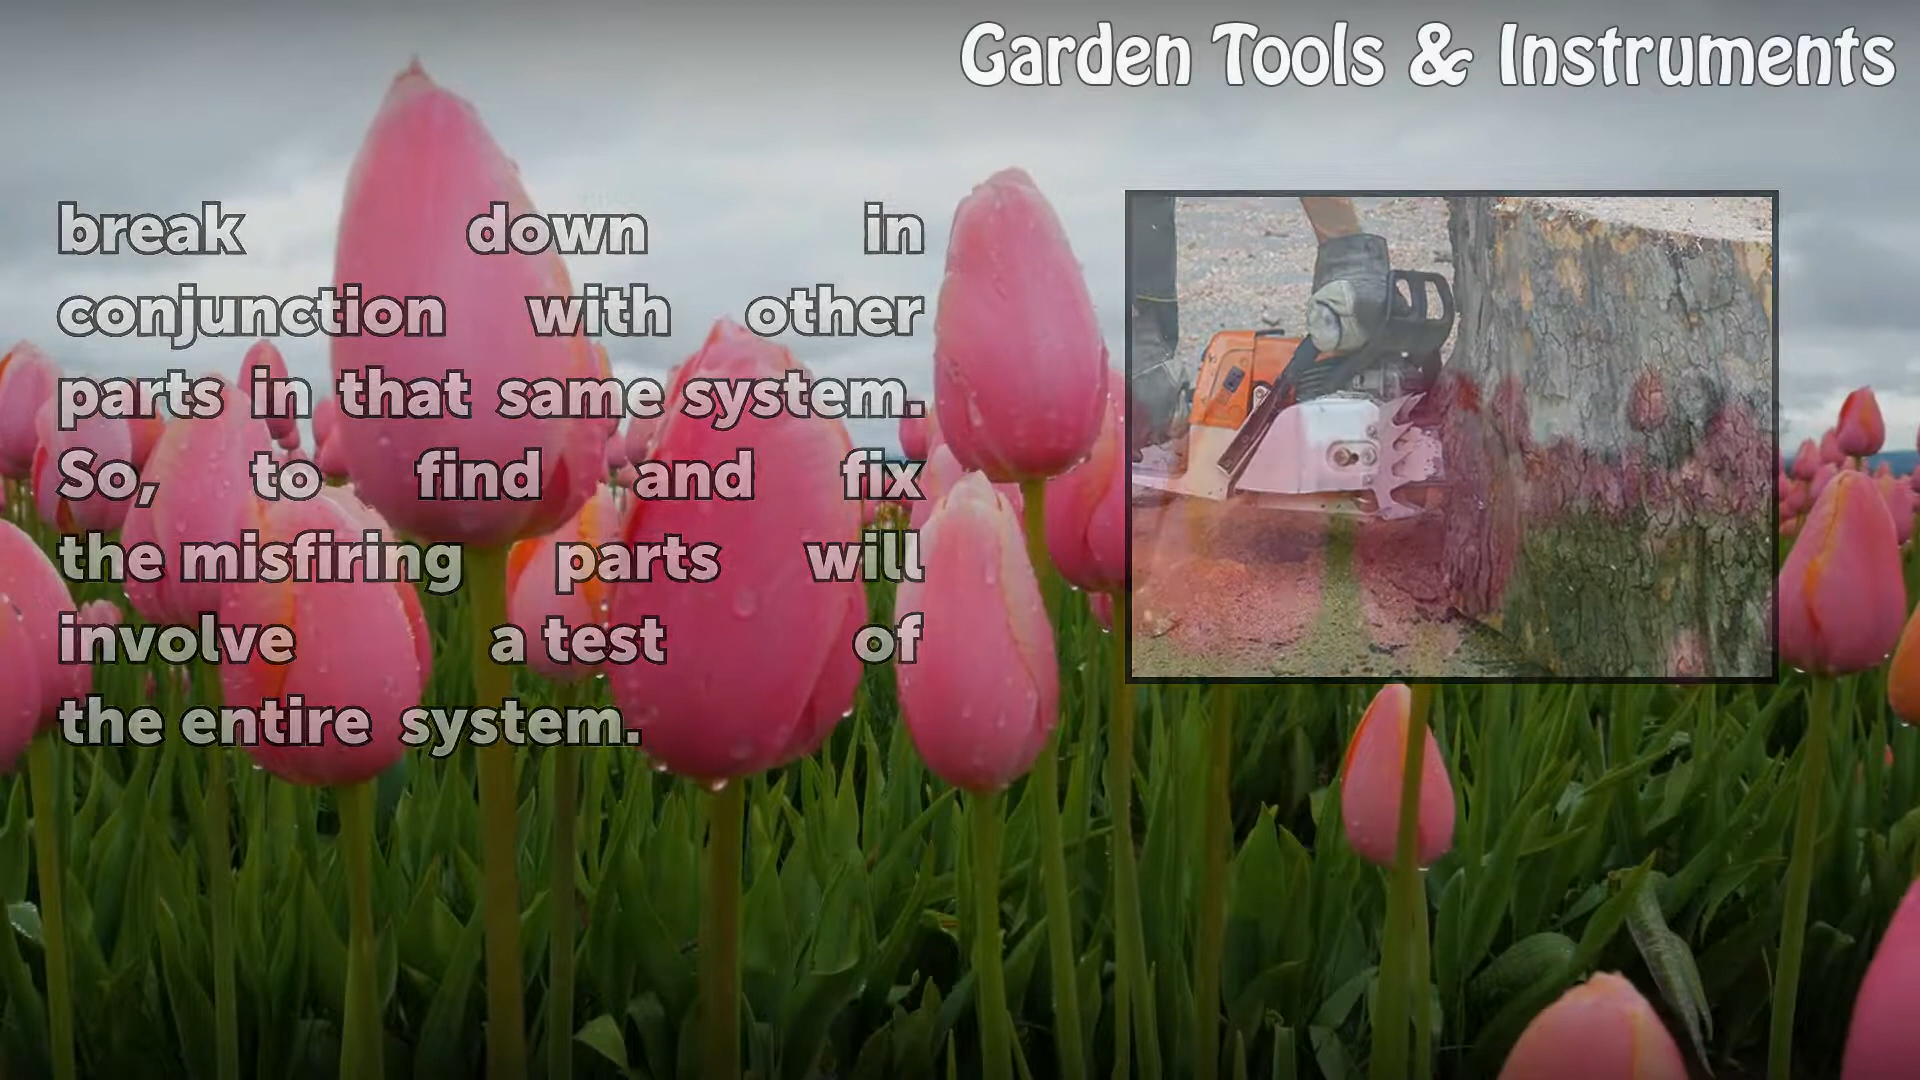 Garden Tools & Instruments
break down in
conjunction with other
parts in that same system.
So, to find and fix
the misfiring parts will
involve a test of
the entire system.